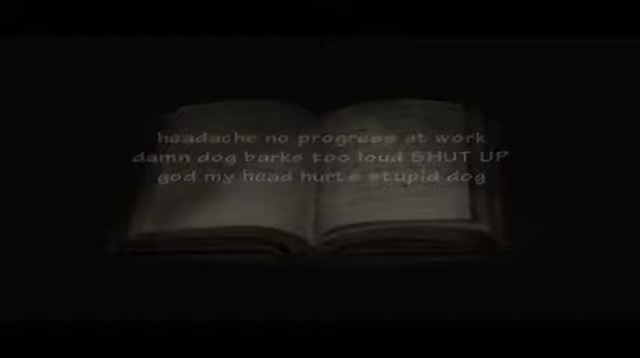 headache no progress at work
damn dog barks too loud SHUT UP
god my head hurts stupid dog